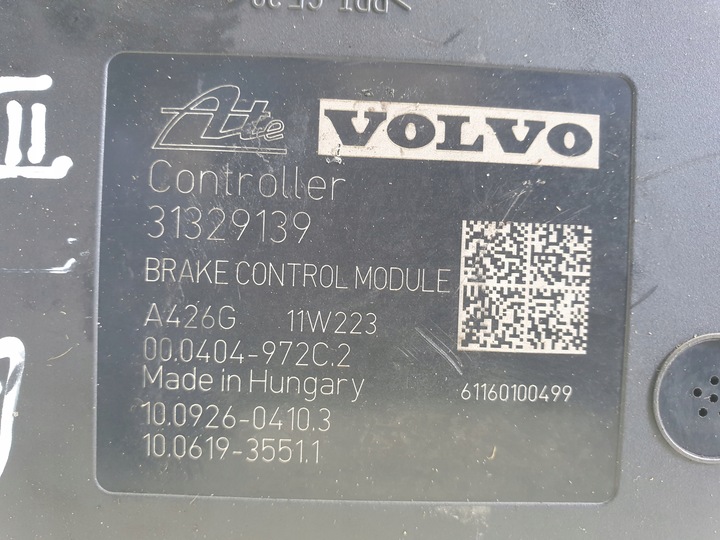 Ate VOLVO
Controller
31329139
BRAKE CONTROL MODULE
A426G 11W223
00.0404-972C.2
Made in Hungary
61160100499
10.0926-0410.3
10.0619-3551.1
II